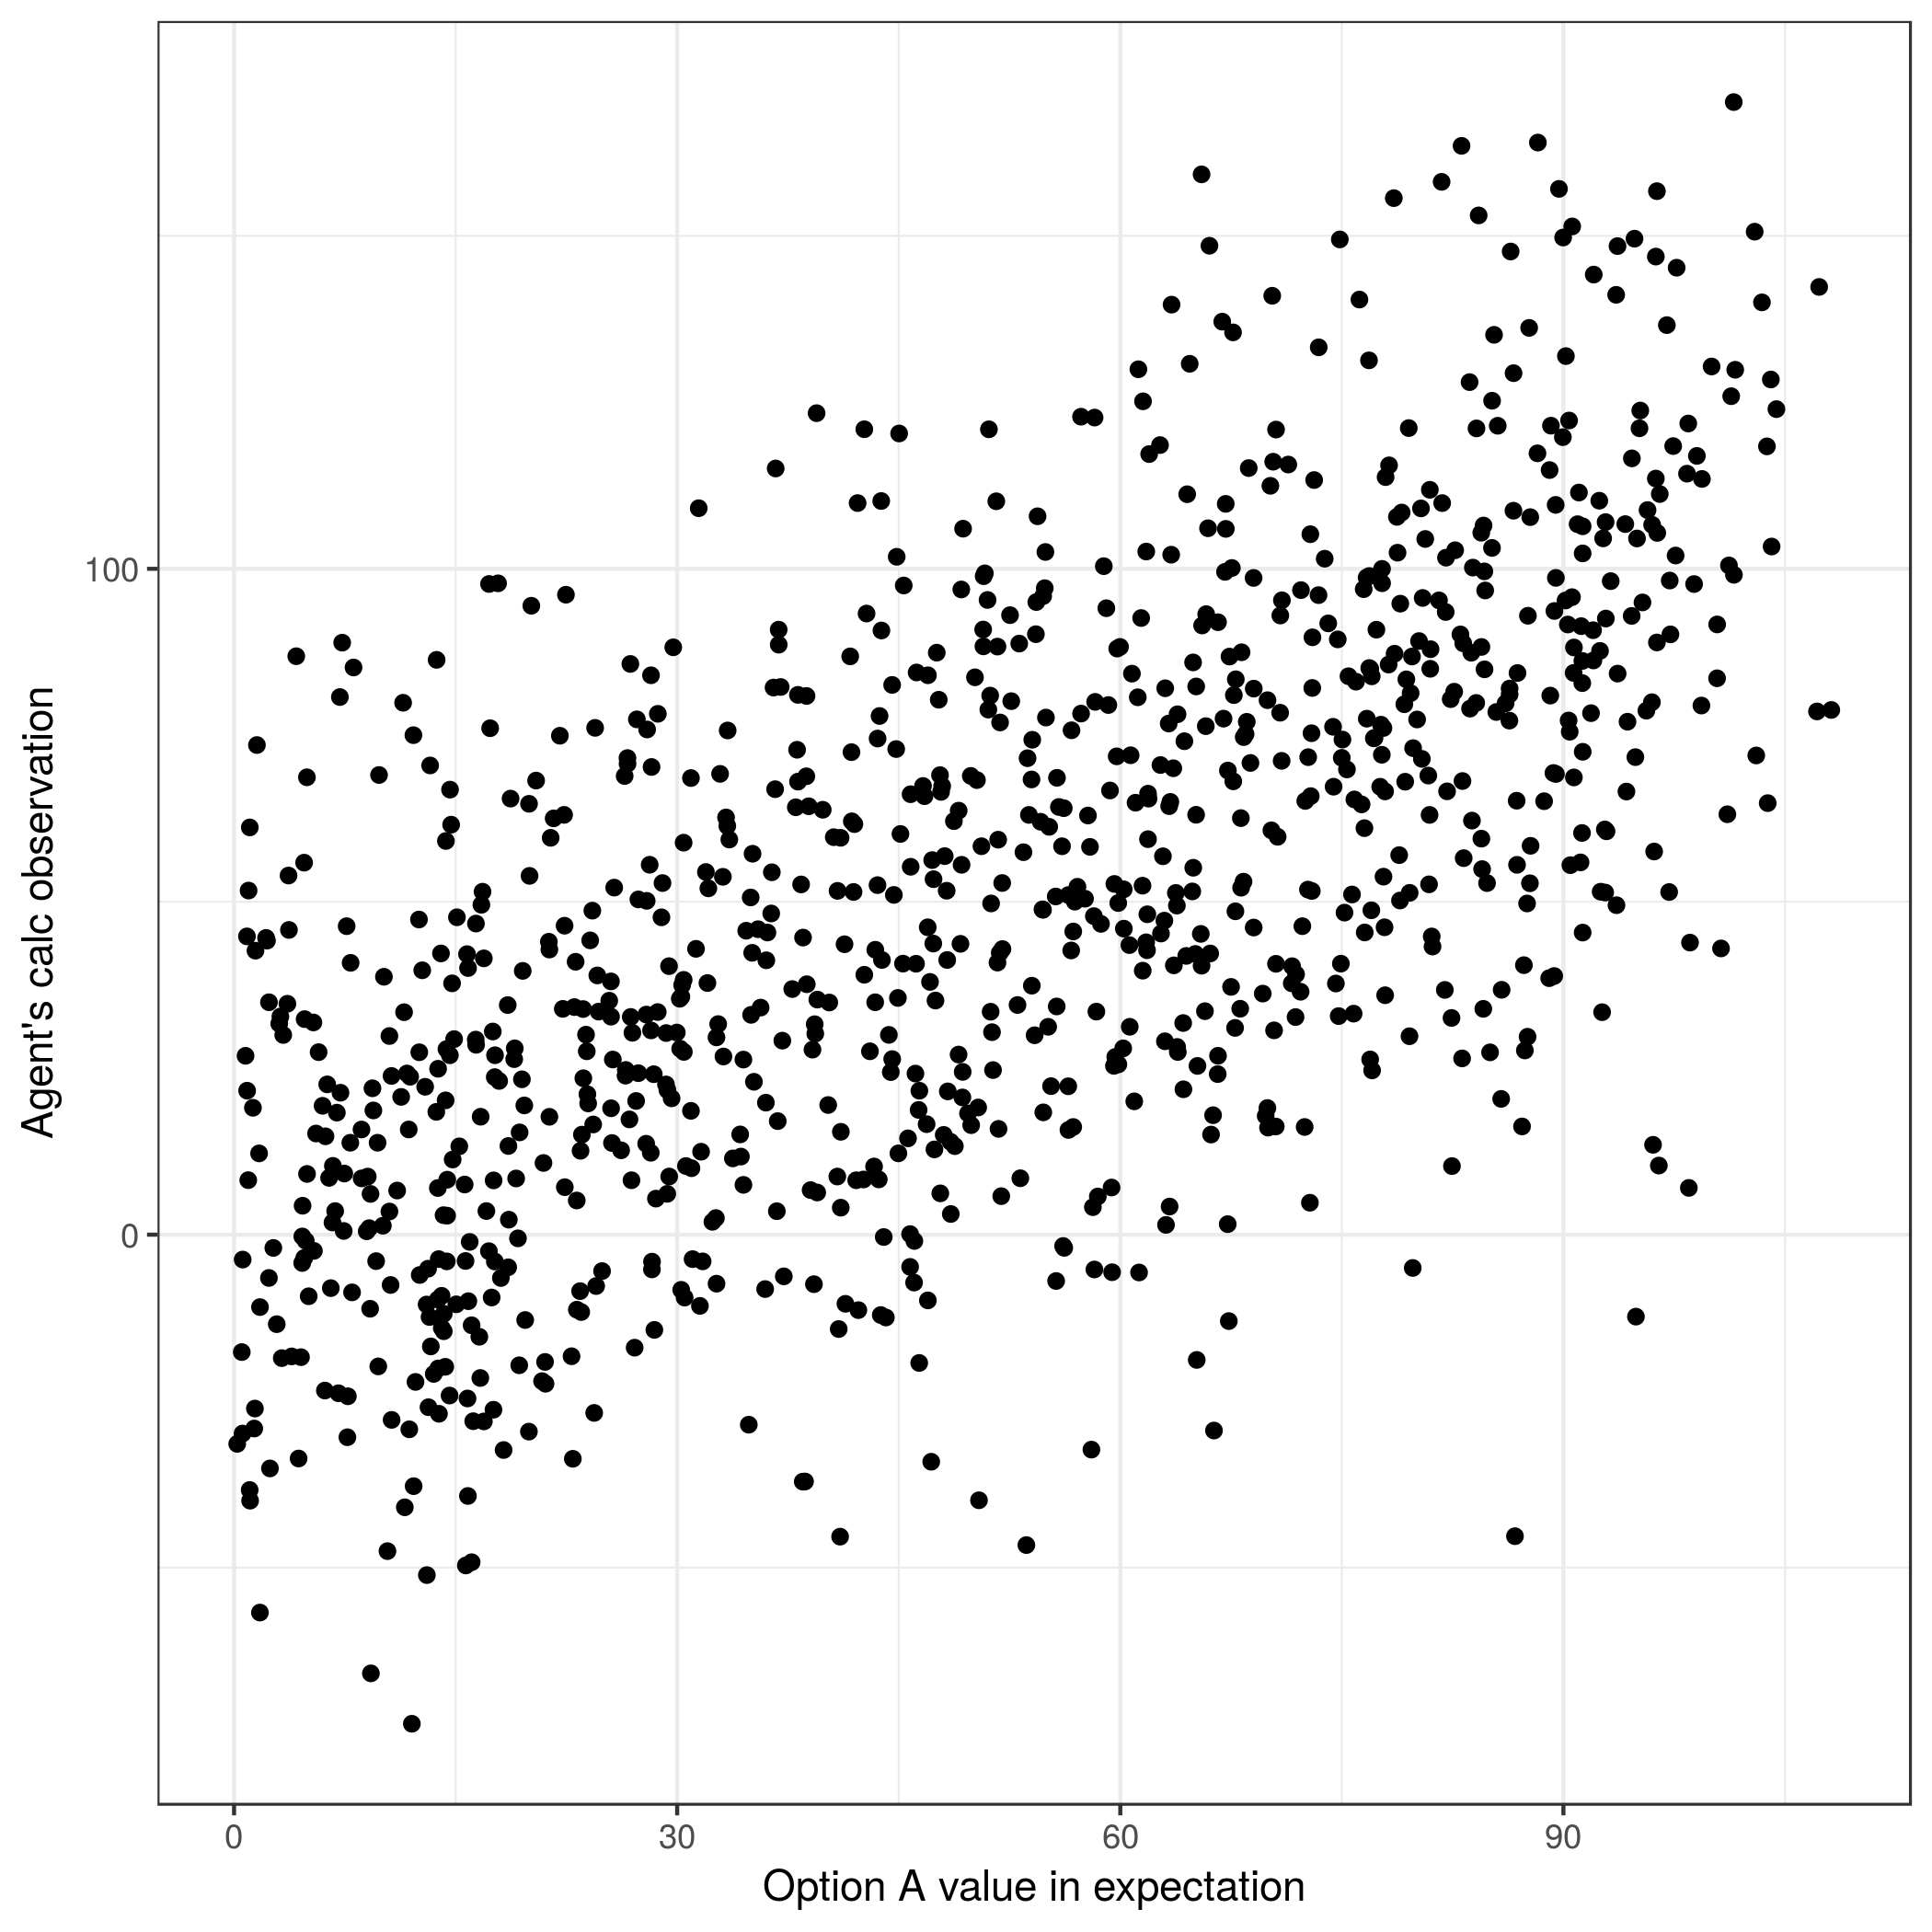 Agent's calc observation
100
0
0 30 60 90
Option A value in expectation